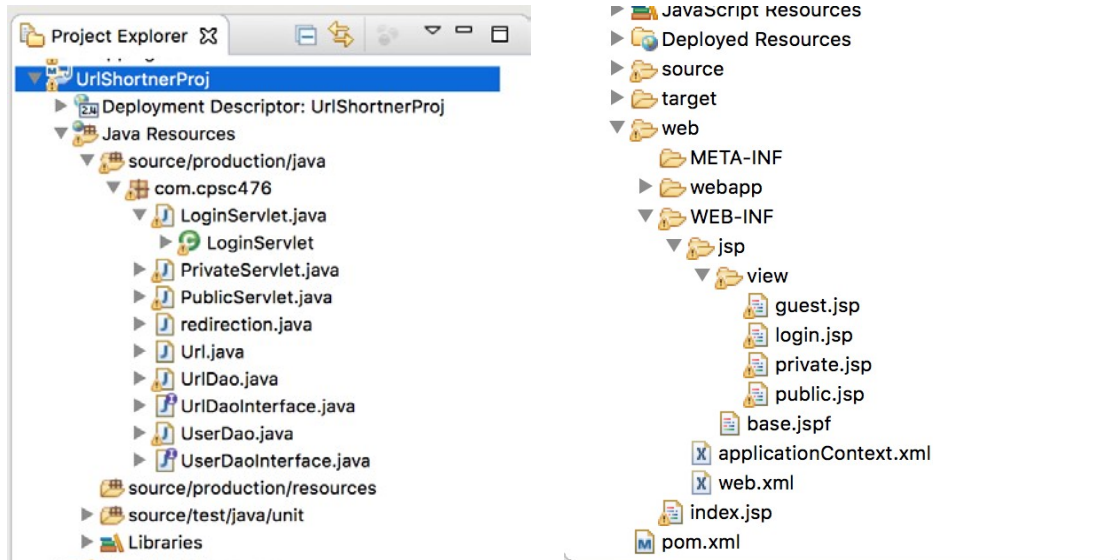 Project Explorer
UrlShortnerProj
Deployment Descriptor: UrlShortnerProj
Java Resources
source/production/java
com.cpsc476
LoginServlet.java
LoginServlet
PrivateServlet.java
PublicServlet.java
redirection.java
Url.java
UrlDao.java
UrlDaoInterface.java
UserDao.java
UserDaoInterface.java
source/production/resources
source/test/java/unit
Libraries
JavaScript Resources
Deployed Resources
source
target
web
META-INF
webapp
WEB-INF
jsp
view
guest.jsp
login.jsp
private.jsp
public.jsp
base.jspf
applicationContext.xml
web.xml
index.jsp
pom.xml